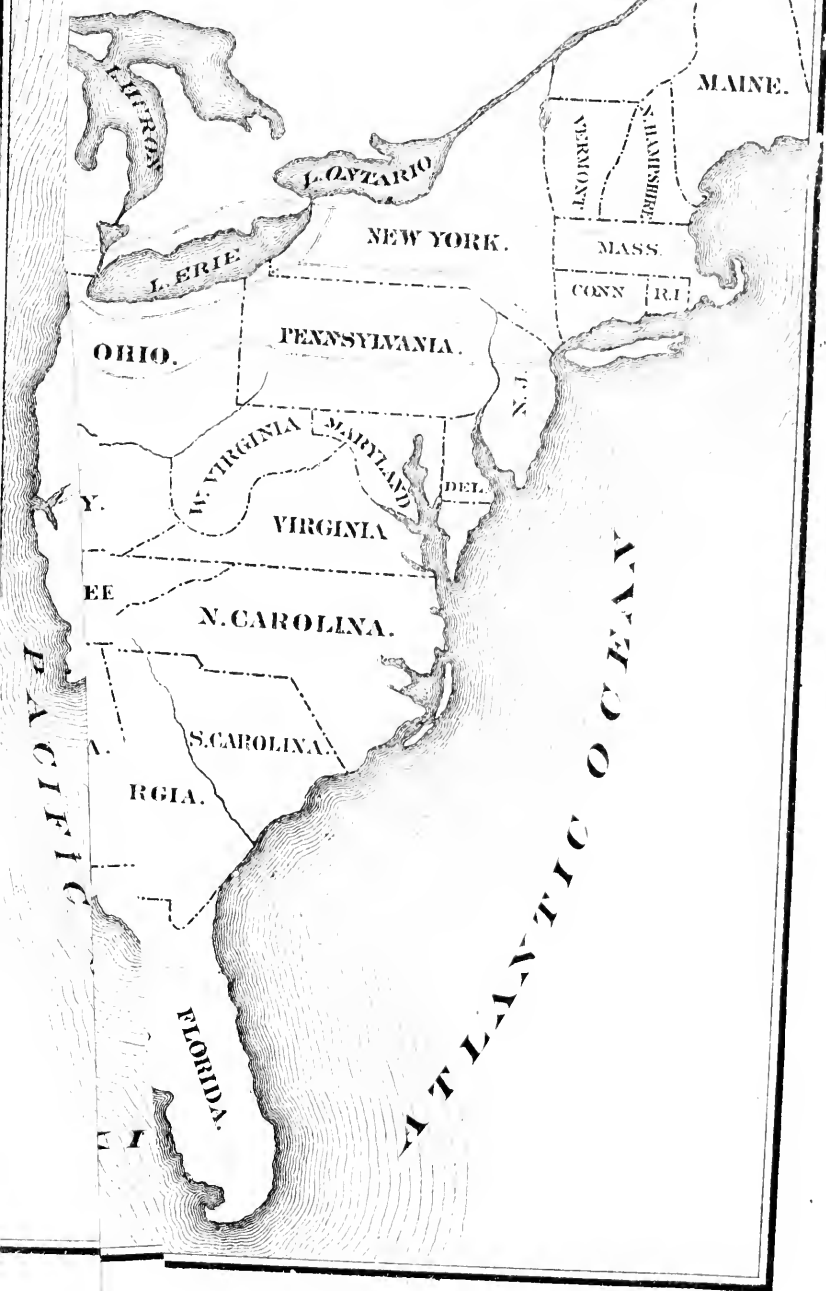 MAINE.
L. HURON
VERMONT.
N. HAMPSHIRE.
L. ONTARIO
NEW YORK.
MASS.
L. ERIE
CONN
R.I.
OHIO.
PENNSYLVANIA.
N. J.
W. VIRGINIA
MARYLAND
DEL.
Y.
VIRGINIA
EE
N. CAROLINA.
PACIFIC
A.
S. CAROLINA.
RGIA.
ATLANTIC OCEAN
FLORIDA.